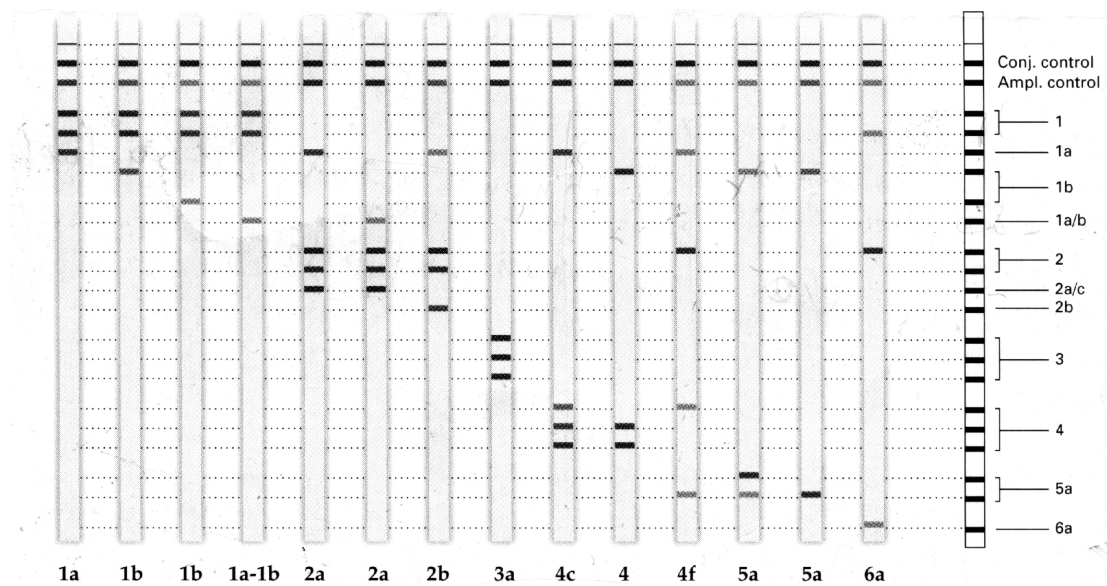 Conj. control
Ampl. control
1
1a
1b
1a/b
2
2a/c
2b
3
4
5a
6a
1a 1b 1b 1a-1b 2a 2a 2b 3a 4c 4 4f 5a 5a 6a